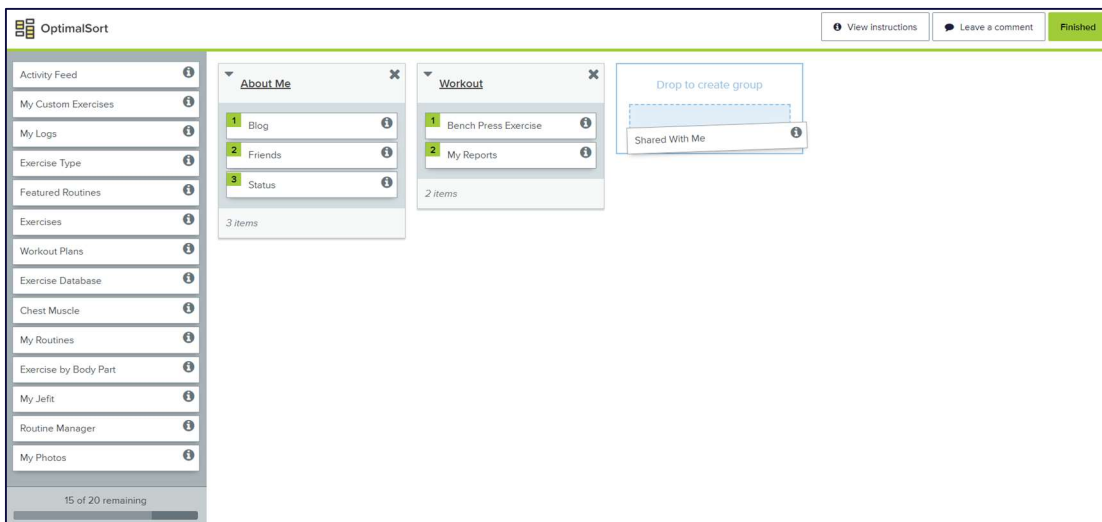 OptimalSort
View instructions
Leave a comment
Finished
Activity Feed
My Custom Exercises
My Logs
Exercise Type
Featured Routines
Exercises
Workout Plans
Exercise Database
Chest Muscle
My Routines
Exercise by Body Part
My Jefit
Routine Manager
My Photos
15 of 20 remaining
About Me
1 Blog
2 Friends
3 Status
3 items
Workout
1 Bench Press Exercise
2 My Reports
2 items
Drop to create group
Shared With Me